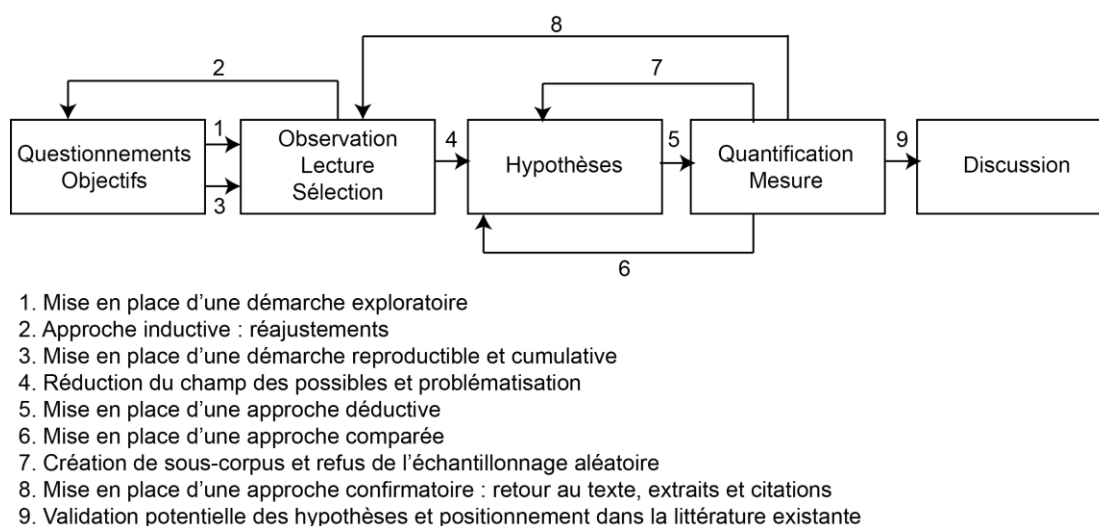 8
2
7
1
3
Questionnements
Objectifs
Observation
Lecture
Sélection
4
Hypothèses
5
Quantification
Mesure
9
Discussion
6
1. Mise en place d'une démarche exploratoire
2. Approche inductive : réajustements
3. Mise en place d'une démarche reproductible et cumulative
4. Réduction du champ des possibles et problématisation
5. Mise en place d'une approche déductive
6. Mise en place d'une approche comparée
7. Création de sous-corpus et refus de l'échantillonnage aléatoire
8. Mise en place d'une approche confirmatoire : retour au texte, extraits et citations
9. Validation potentielle des hypothèses et positionnement dans la littérature existante